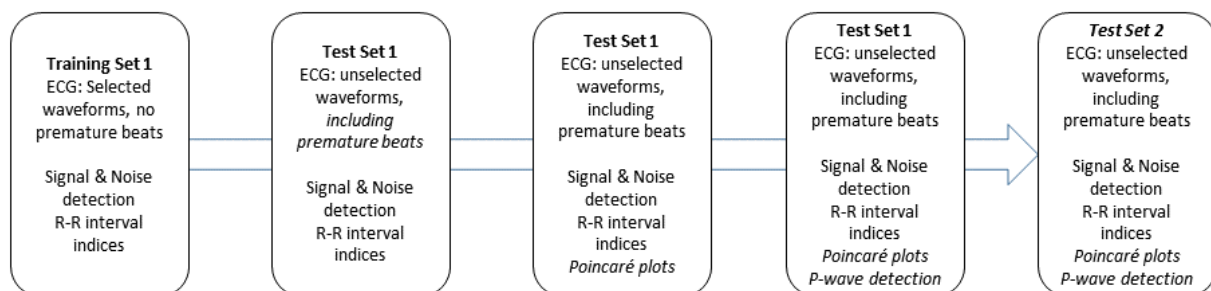 Training Set 1
ECG: Selected
waveforms, no
premature beats
Signal & Noise
detection
R-R interval
indices
Test Set 1
ECG: unselected
waveforms,
including
premature beats
Signal & Noise
detection
R-R interval
indices
Test Set 1
ECG: unselected
waveforms,
including
premature beats
Signal & Noise
detection
R-R interval
indices
Poincaré plots
Test Set 1
ECG: unselected
waveforms,
including
premature beats
Signal & Noise
detection
R-R interval
indices
Poincaré plots
P-wave detection
Test Set 2
ECG: unselected
waveforms,
including
premature beats
Signal & Noise
detection
R-R interval
indices
Poincaré plots
P-wave detection